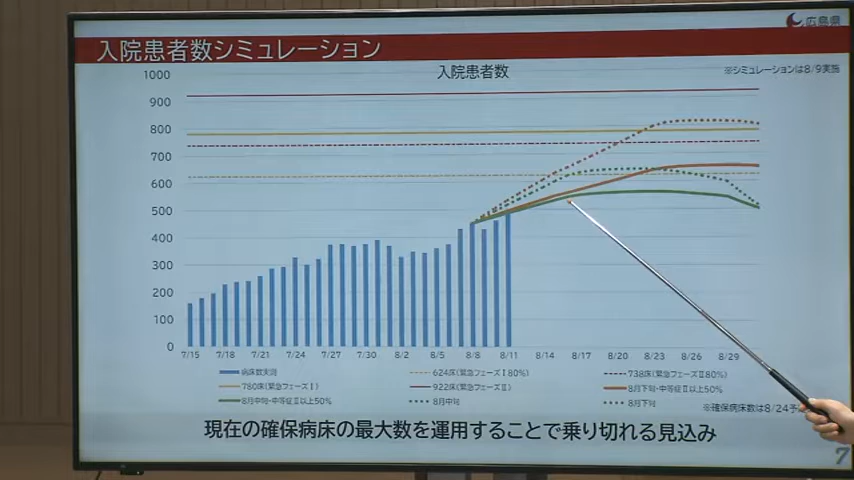 広島県
入院患者数シミュレーション
入院患者数
※シミュレーションは8/9実施
1000
900
800
700
600
500
400
300
200
100
0
7/15 7/18 7/21 7/24 7/27 7/30 8/2 8/5 8/8 8/11 8/14 8/17 8/20 8/23 8/26 8/29
病床数実測 624床(緊急フェーズⅠ80%) 738床(緊急フェーズⅡ80%)
780床(緊急フェーズⅠ) 922床(緊急フェーズⅡ) 8月下旬・中等症Ⅱ以上50%
8月中旬・中等症Ⅱ以上50% 8月中旬 8月下旬
※確保病床数は8/24予
現在の確保病床の最大数を運用することで乗り切れる見込み
7